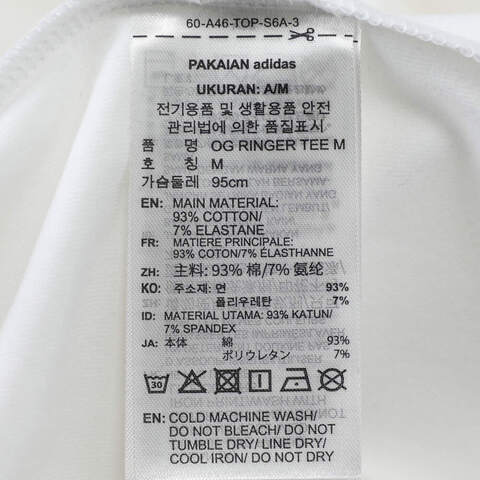 60-A46-TOP-S6A-3
PAKAIAN adidas
UKURAN: A/M
전기용품 및 생활용품 안전
관리법에 의한 품질표시
품 명 OG RINGER TEE M
호 칭 M
가슴둘레 95cm
EN: MAIN MATERIAL:
93% COTTON/
7% ELASTANE
FR: MATIERE PRINCIPALE:
93% COTON/7% ÉLASTHANNE
ZH: 主料: 93% 棉/7% 氨纶
KO: 주소재: 면 93%
폴리우레탄 7%
ID: MATERIAL UTAMA: 93% KATUN/
7% SPANDEX
JA: 本体 綿 93%
ポリウレタン 7%
30
EN: COLD MACHINE WASH/
DO NOT BLEACH/ DO NOT
TUMBLE DRY/ LINE DRY/
COOL IRON/ DO NOT
DRY CLEAN